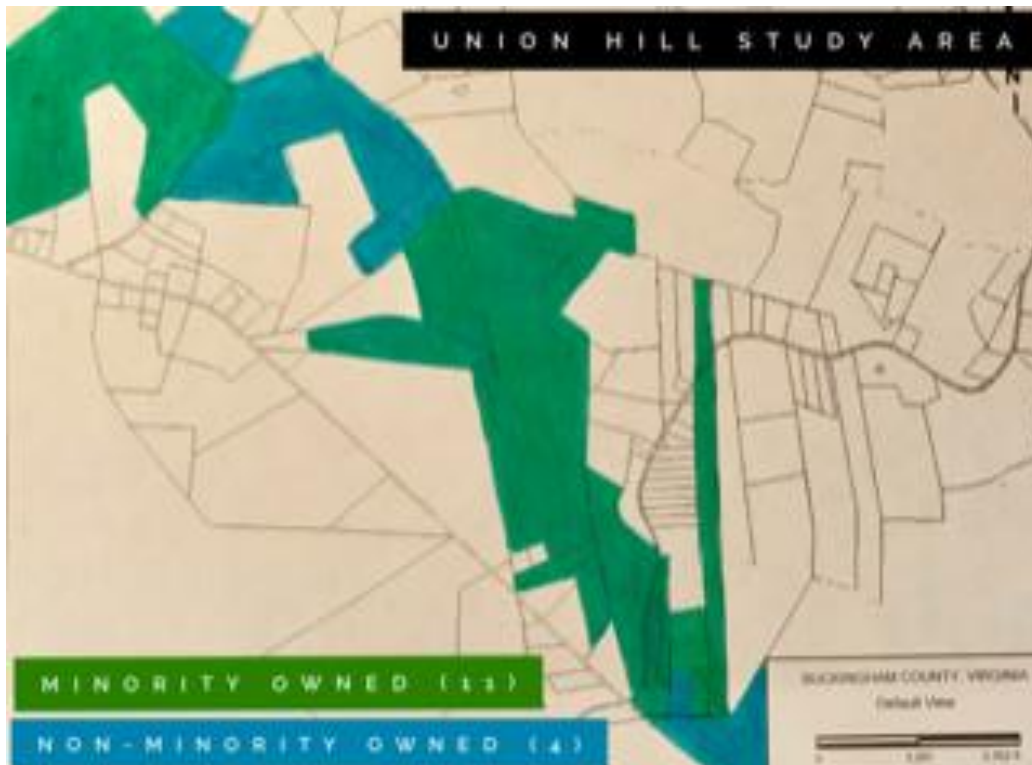 UNION HILL STUDY AREA
N
MINORITY OWNED (11)
NON-MINORITY OWNED (4)
BUCKINGHAM COUNTY, VIRGINIA
Default View